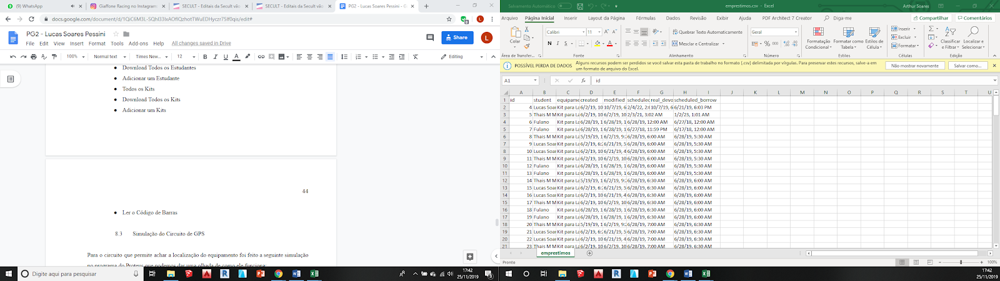 (9) WhatsApp
Giaffone Racing no Instagram
SECULT - Editais da Secult vão
SECULT - Editais da Secult vão
PG2 - Lucas Soares Pessini - G
docs.google.com/document/d/
PG2 - Lucas Soares Pessini
File Edit View Insert Format Tools Add-ons Help All changes saved in Drive
Share
L
100% Normal text Times New... 12 Editing
Download Todos os Estudantes
Adicionar um Estudante
Todos os Kits
Download Todos os Kits
Adicionar um Kits
44
Ler o Código de Barras
8.3 Simulação do Circuito de GPS
Para o circuito que permite achar a localização do equipamento foi feito a seguinte simulação
no programa do Proteus que podemos dar uma olhada de como ele funciona:
Digite aqui para pesquisar
17:42
25/11/2019
Salvamento Automático
emprestimos.csv - Excel
Arthur Soares
Arquivo Página Inicial Inserir Layout da Página Fórmulas Dados Revisão Exibir Ajuda PDF Architect 7 Creator Diga-me
Compartilhar Comentários
Colar
Calibri 11
N I S
Quebrar Texto Automaticamente
Mesclar e Centralizar
Geral
% 000
Formatação Condicional
Formatar como Tabela
Estilos de Célula
Inserir
Excluir
Formatar
Classificar e Filtrar
Localizar e Selecionar
Área de Transf... Fonte Alinhamento Número Estilos Células Edição
POSSÍVEL PERDA DE DADOS Alguns recursos podem ser perdidos se você salvar esta pasta de trabalho no formato (.csv) delimitada por vírgulas. Para preservar estes recursos, salve-a em
um formato de arquivo do Excel.
Não mostrar novamente
Salvar como...
A1 fx id
A B C D E F G H I J K L M N O P Q R S T U
1 id student equipame created modified scheduled real_devo scheduled_borrow
2 4 Lucas Soar Kit para La 6/2/19, 10 10/7/19, 6 2/4/22, 2:0 10/7/19, 6 6/21/19, 6:03 PM
3 5 Thais M M Kit para La 6/2/19, 10 6/2/19, 10 2/3/21, 3:02 AM 1/2/23, 1:01 AM
4 6 Fulano Kit para La 6/28/19, 1 6/28/19, 1 6/28/19, 12:00 AM 6/27/18, 12:00 AM
5 7 Fulano Kit para La 6/28/19, 1 6/28/19, 1 6/27/18, 11:59 PM 6/17/18, 12:00 AM
6 8 Thais M M Kit para La 5/19/19, 1 6/2/19, 9:2 6/28/19, 6:00 AM 6/28/19, 5:30 AM
7 9 Lucas Soar Kit para La 6/2/19, 6:2 6/21/19, 5 6/28/19, 6:00 AM 6/28/19, 5:30 AM
8 10 Lucas Soar Kit para La 6/2/19, 10 6/21/19, 4 6/28/19, 6:00 AM 6/28/19, 5:30 AM
9 11 Thais M M Kit para La 6/2/19, 10 6/2/19, 10 6/28/19, 6:00 AM 6/28/19, 5:30 AM
10 12 Fulano Kit para La 6/28/19, 1 6/28/19, 1 6/28/19, 6:00 AM 6/28/19, 5:30 AM
11 13 Fulano Kit para La 6/28/19, 1 6/28/19, 1 6/28/19, 6:00 AM 6/28/19, 5:30 AM
12 14 Thais M M Kit para La 5/19/19, 1 6/2/19, 9:2 6/28/19, 6:30 AM 6/28/19, 6:00 AM
13 15 Lucas Soar Kit para La 6/2/19, 6:2 6/21/19, 5 6/28/19, 6:30 AM 6/28/19, 6:00 AM
14 16 Lucas Soar Kit para La 6/2/19, 10 6/21/19, 4 6/28/19, 6:30 AM 6/28/19, 6:00 AM
15 17 Thais M M Kit para La 6/2/19, 10 6/2/19, 10 6/28/19, 6:30 AM 6/28/19, 6:00 AM
16 18 Fulano Kit para La 6/28/19, 1 6/28/19, 1 6/28/19, 6:30 AM 6/28/19, 6:00 AM
17 19 Fulano Kit para La 6/28/19, 1 6/28/19, 1 6/28/19, 6:30 AM 6/28/19, 6:00 AM
18 20 Thais M M Kit para La 5/19/19, 1 6/2/19, 9:2 6/28/19, 7:00 AM 6/28/19, 6:30 AM
19 21 Lucas Soar Kit para La 6/2/19, 6:2 6/21/19, 5 6/28/19, 7:00 AM 6/28/19, 6:30 AM
20 22 Lucas Soar Kit para La 6/2/19, 10 6/21/19, 4 6/28/19, 7:00 AM 6/28/19, 6:30 AM
21 23 Thais M M Kit para La 6/2/19, 10 6/2/19, 10 6/28/19, 7:00 AM 6/28/19, 6:30 AM
emprestimos
Pronto
100%
17:42
25/11/2019